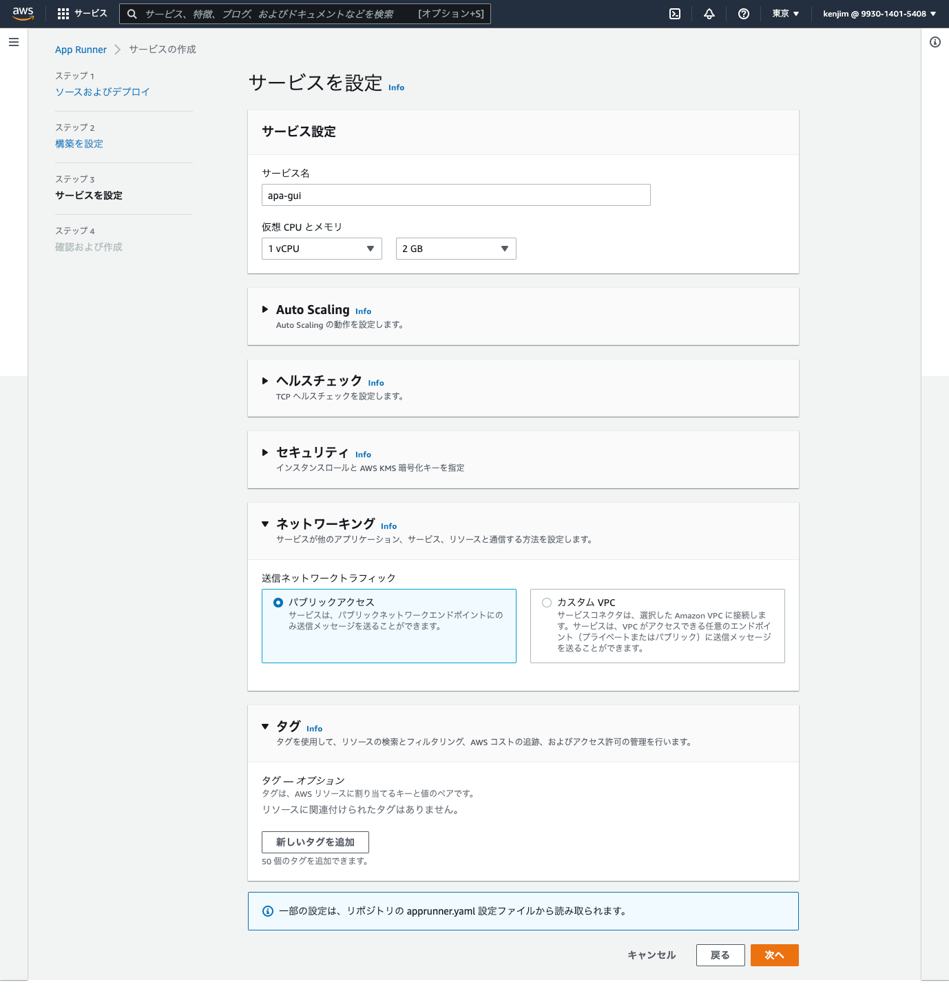 aws
サービス
サービス、特徴、ブログ、およびドキュメントなどを検索
[オプション+S]
東京
kenjim @ 9930-1401-5408
App Runner
サービスの作成
ステップ 1
ソースおよびデプロイ
ステップ 2
構築を設定
ステップ 3
サービスを設定
ステップ 4
確認および作成
サービスを設定 Info
サービス設定
サービス名
apa-gui
仮想 CPU とメモリ
1 vCPU
2 GB
Auto Scaling Info
Auto Scaling の動作を設定します。
ヘルスチェック Info
TCP ヘルスチェックを設定します。
セキュリティ Info
インスタンスロールと AWS KMS 暗号化キーを指定
ネットワーキング Info
サービスが他のアプリケーション、サービス、リソースと通信する方法を設定します。
送信ネットワークトラフィック
パブリックアクセス
サービスは、パブリックネットワークエンドポイントにの
み送信メッセージを送ることができます。
カスタム VPC
サービスコネクタは、選択した Amazon VPC に接続しま
す。サービスは、VPC がアクセスできる任意のエンドポイ
ント（プライベートまたはパブリック）に送信メッセージ
を送ることができます。
タグ Info
タグを使用して、リソースの検索とフィルタリング、AWS コストの追跡、およびアクセス許可の管理を行います。
タグ — オプション
タグは、AWS リソースに割り当てるキーと値のペアです。
リソースに関連付けられたタグはありません。
新しいタグを追加
50 個のタグを追加できます。
一部の設定は、リポジトリの apprunner.yaml 設定ファイルから読み取られます。
キャンセル
戻る
次へ